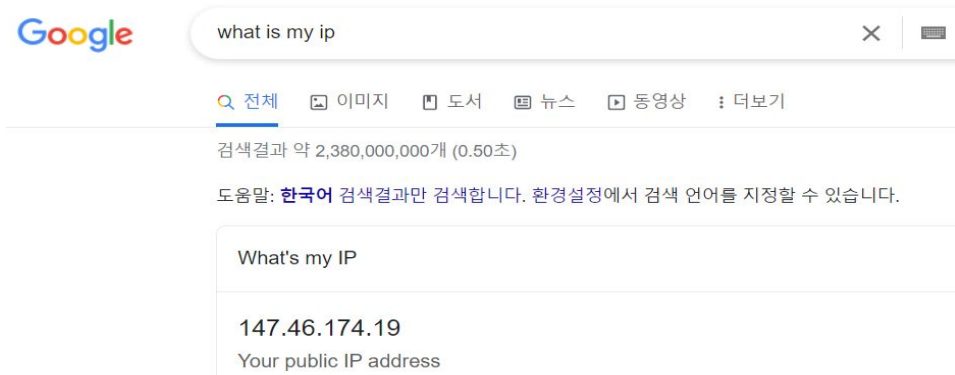 Google
what is my ip
전체 이미지 도서 뉴스 동영상 더보기
검색결과 약 2,380,000,000개 (0.50초)
도움말: 한국어 검색결과만 검색합니다. 환경설정에서 검색 언어를 지정할 수 있습니다.
What's my IP
147.46.174.19
Your public IP address